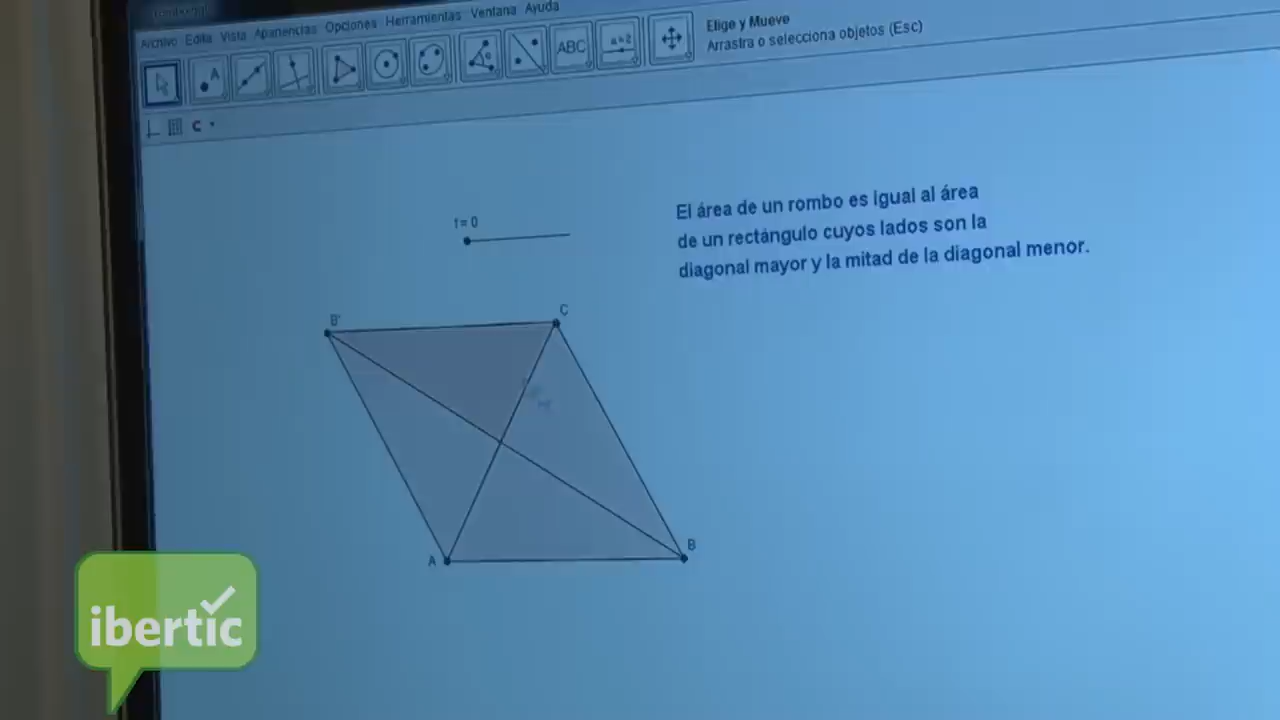 Archivo Edita Vista Apariencias Opciones Herramientas Ventana Ayuda
A
ABC
a=2
Elige y Mueve
Arrastra o selecciona objetos (Esc)
C
t = 0
El área de un rombo es igual al área
de un rectángulo cuyos lados son la
diagonal mayor y la mitad de la diagonal menor.
B'
C
A
B
ibertic